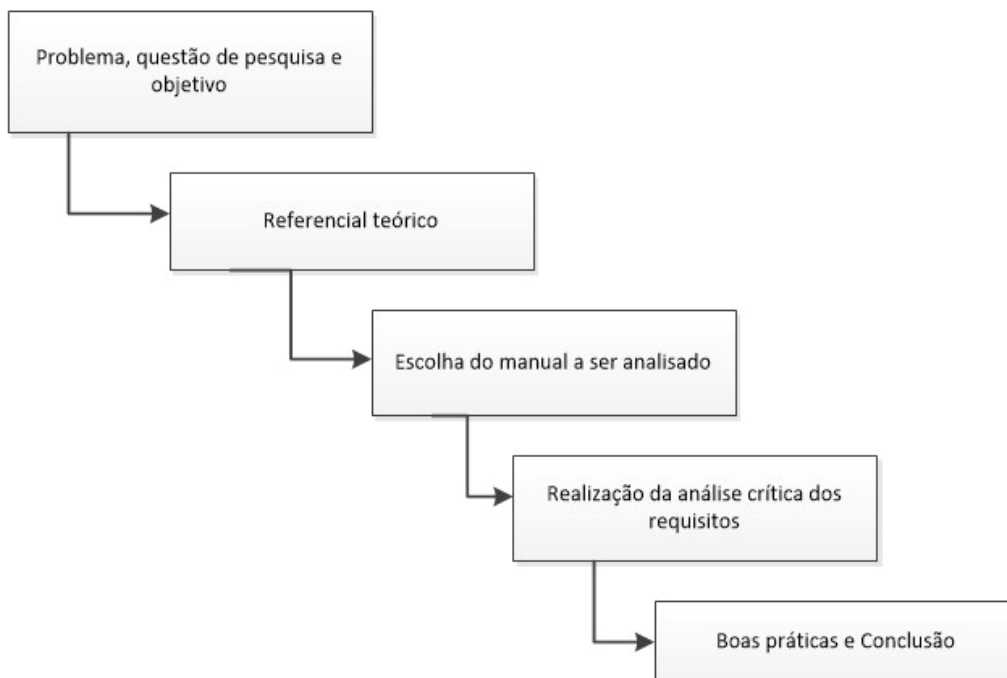 Problema, questão de pesquisa e
objetivo
Referencial teórico
Escolha do manual a ser analisado
Realização da análise crítica dos
requisitos
Boas práticas e Conclusão